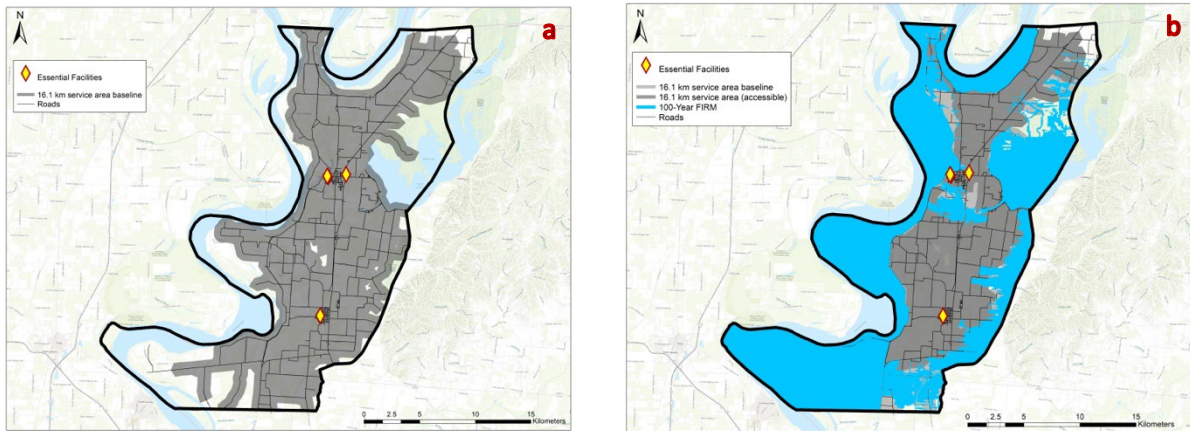 N
a
Essential Facilities
16.1 km service area baseline
Roads
0 2.5 5 10 15
Kilometers
N
b
Essential Facilities
16.1 km service area baseline
16.1 km service area (accessible)
100-Year FIRM
Roads
0 2.5 5 10 15
Kilometers